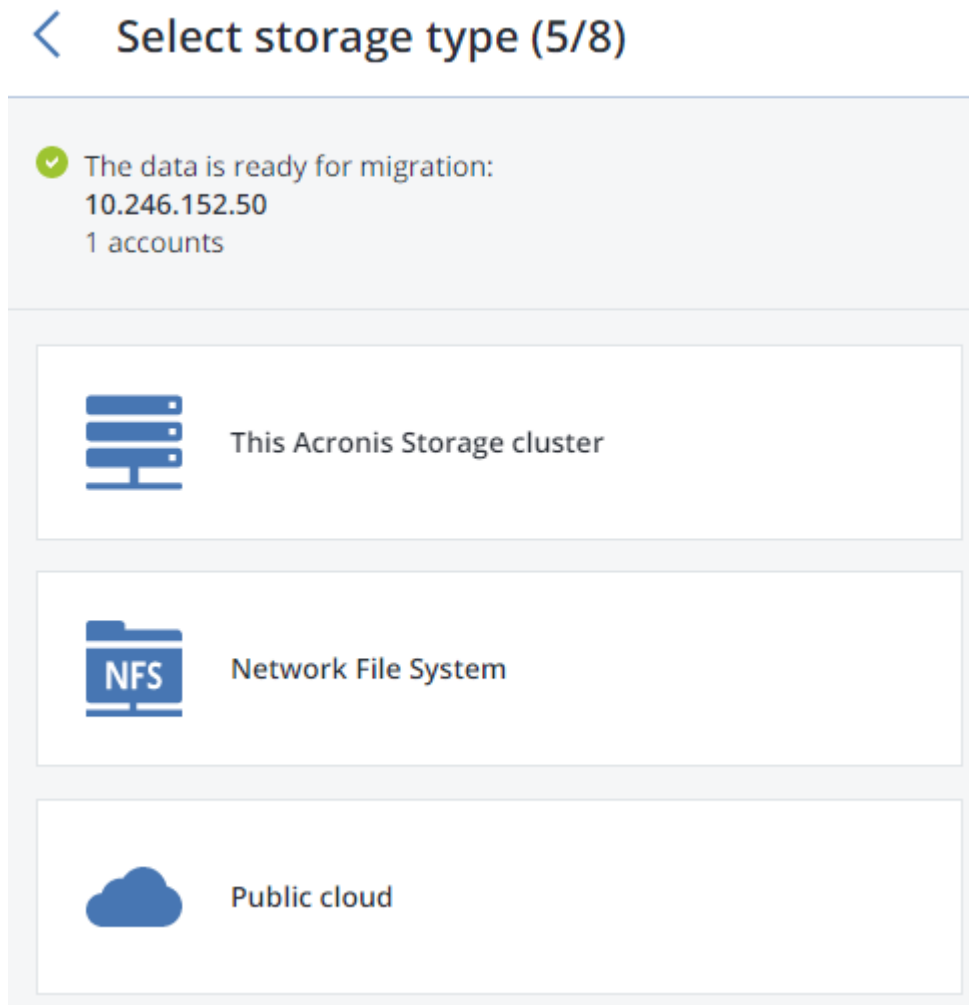 Select storage type (5/8)
The data is ready for migration:
10.246.152.50
1 accounts
This Acronis Storage cluster
NFS
Network File System
Public cloud